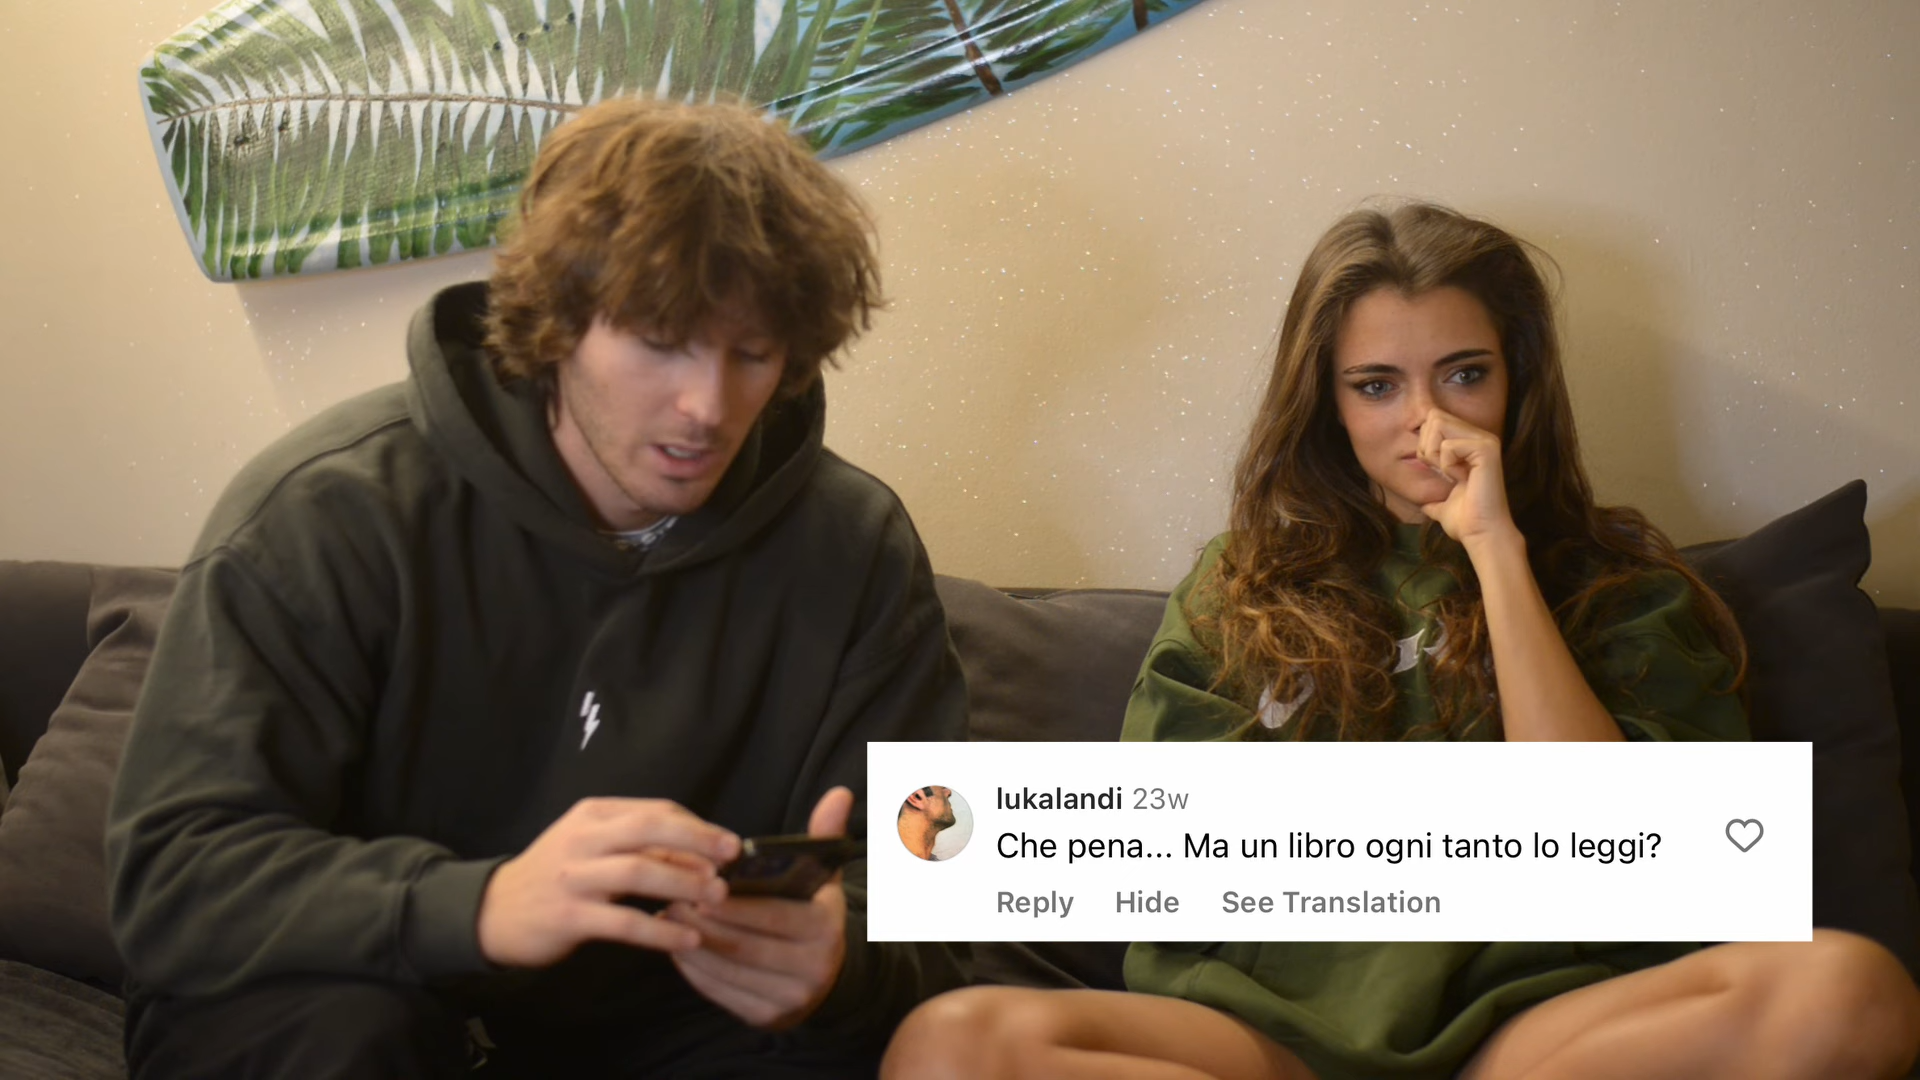 lukalandi 23w
Che pena... Ma un libro ogni tanto lo leggi?
Reply Hide See Translation